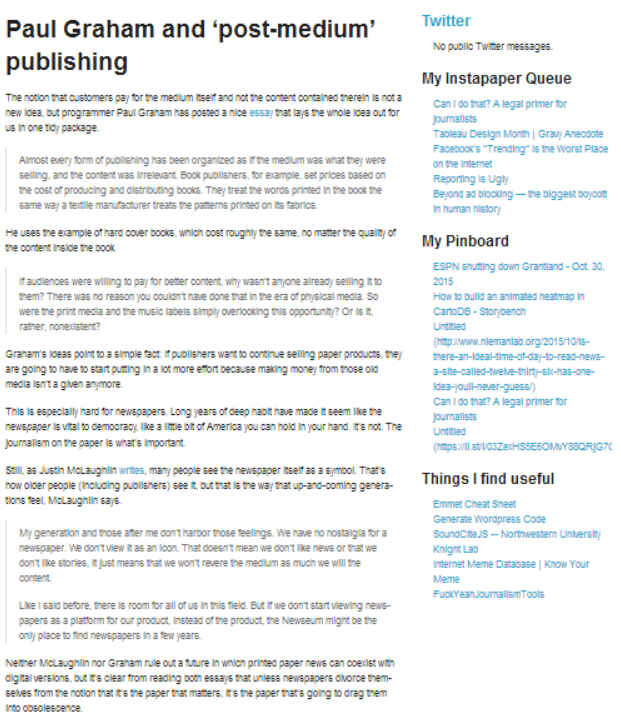 Paul Graham and ‘post-medium’
publishing
The notion that customers pay for the medium itself and not the content contained therein is not a
new idea, but programmer Paul Graham has posted a nice essay that lays the whole idea out for
us in one tidy package.
Almost every form of publishing has been organized as if the medium was what they were
selling, and the content was irrelevant. Book publishers, for example, set prices based on
the cost of producing and distributing books. They treat the words printed in the book the
same way a textile manufacturer treats the patterns printed on its fabrics.
He uses the example of hard cover books, which cost roughly the same, no matter the quality of
the content inside the book.
If audiences were willing to pay for better content, why wasn’t anyone already selling it to
them? There was no reason you couldn’t have done that in the era of physical media. So
were the print media and the music labels simply overlooking this opportunity? Or is it,
rather, nonexistent?
Graham’s ideas point to a simple fact: if publishers want to continue selling paper products, they
are going to have to start putting in a lot more effort because making money from those old
media isn’t a given anymore.
This is especially hard for newspapers. Long years of deep habit have made it seem like the
newspaper is vital to democracy, like a little bit of America you can hold in your hand. It’s not. The
journalism on the paper is what’s important.
Still, as Justin McLaughlin writes, many people see the newspaper itself as a symbol. That’s
how older people (including publishers) see it, but that is the way that up-and-coming genera-
tions feel, McLaughlin says.
My generation and those after me don’t harbor those feelings. We have no nostalgia for a
newspaper. We don’t view it as an icon. That doesn’t mean we don’t like news or that we
don’t like stories, it just means that we won’t revere the medium as much we will the
content.
Like I said before, there is room for all of us in this field. But if we don’t start viewing news-
papers as a platform for our product, instead of the product, the Newseum might be the
only place to find newspapers in a few years.
Neither McLaughlin nor Graham rule out a future in which printed paper news can coexist with
digital versions, but it’s clear from reading both essays that unless newspapers divorce them-
selves from the notion that it’s the paper that matters, it’s the paper that’s going to drag them
into obsolescence.
Twitter
No public Twitter messages.
My Instapaper Queue
Can I do that? A legal primer for
journalists
Tableau Design Month | Gravy Anecdote
Facebook's "Trending" Is the Worst Place
on the Internet
Reporting Is Ugly
Beyond ad blocking — the biggest boycott
in human history
My Pinboard
ESPN shutting down Grantland - Oct. 30,
2015
How to build an animated heatmap in
CartoDB - Storybench
Untitled
(http://www.niemanlab.org/2015/10/is-
there-an-ideal-time-of-day-to-read-news-
a-site-called-twelve-thirty-six-has-one-
idea-youll-never-guess/)
Can I do that? A legal primer for
journalists
Untitled
Things I find useful
Emmet Cheat Sheet
Generate Wordpress Code
SoundCiteJS -- Northwestern University
Knight Lab
Internet Meme Database | Know Your
Meme
FuckYeahJournalismTools